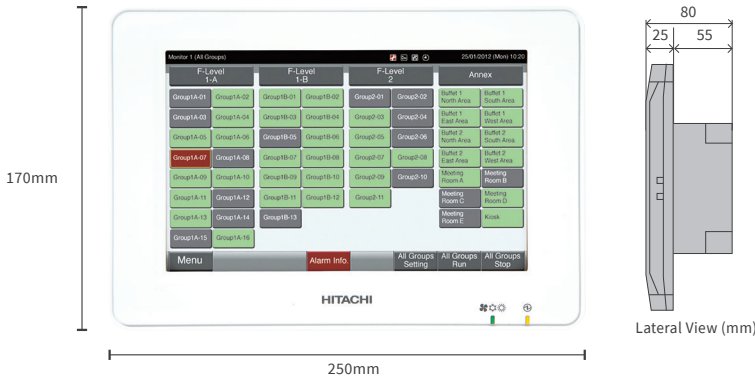 170mm
Monitor 1 (All Groups)
25/01/2012 (Mon) 10:20
F-Level
1-A
F-Level
1-B
F-Level
2
Annex
Group1A-01 Group1A-02 Group1B-01 Group1B-02 Group2-01 Group2-02 Buffet 1 North Area Buffet 1 South Area
Group1A-03 Group1A-04 Group1B-03 Group1B-04 Group2-03 Group2-04 Buffet 1 East Area Buffet 1 West Area
Group1A-05 Group1A-06 Group1B-05 Group1B-06 Group2-05 Group2-06 Buffet 2 North Area Buffet 2 South Area
Group1A-07 Group1A-08 Group1B-07 Group1B-08 Group2-07 Group2-08 Buffet 2 East Area Buffet 2 West Area
Group1A-09 Group1A-10 Group1B-09 Group1B-10 Group2-09 Group2-10 Meeting Room A Meeting Room B
Group1A-11 Group1A-12 Group1B-11 Group1B-12 Group2-11 Meeting Room C Meeting Room D
Group1A-13 Group1A-14 Group1B-13 Meeting Room E Kiosk
Group1A-15 Group1A-16
Menu
Alarm Info.
All Groups
Setting
All Groups
Run
All Groups
Stop
HITACHI
250mm
80
25
55
Lateral View (mm)